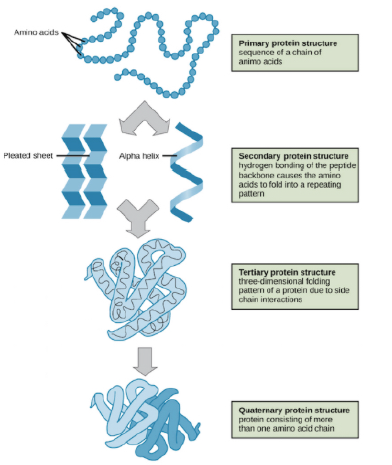 Amino acids
Primary protein structure
sequence of a chain of
animo acids
Pleated sheet
Alpha helix
Secondary protein structure
hydrogen bonding of the peptide
backbone causes the amino
acids to fold into a repeating
pattern
Tertiary protein structure
three-dimensional folding
pattern of a protein due to side
chain interactions
Quaternary protein structure
protein consisting of more
than one amino acid chain